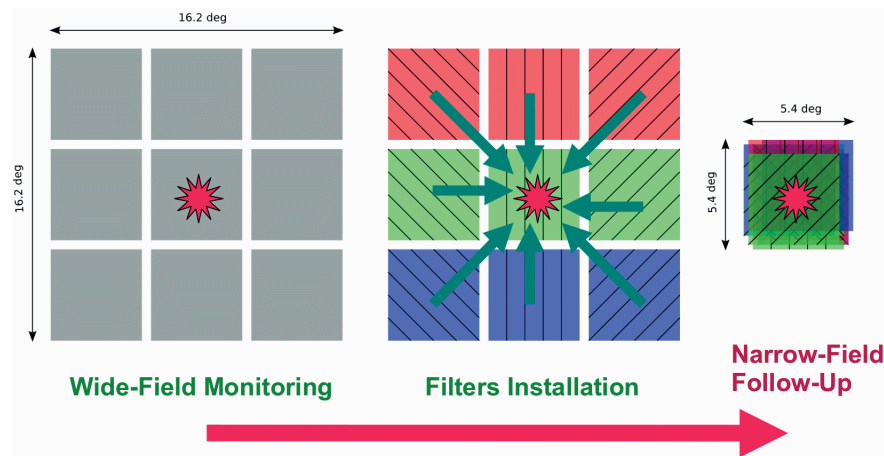 16.2 deg
16.2 deg
5.4 deg
5.4 deg
Wide-Field Monitoring
Filters Installation
Narrow-Field
Follow-Up